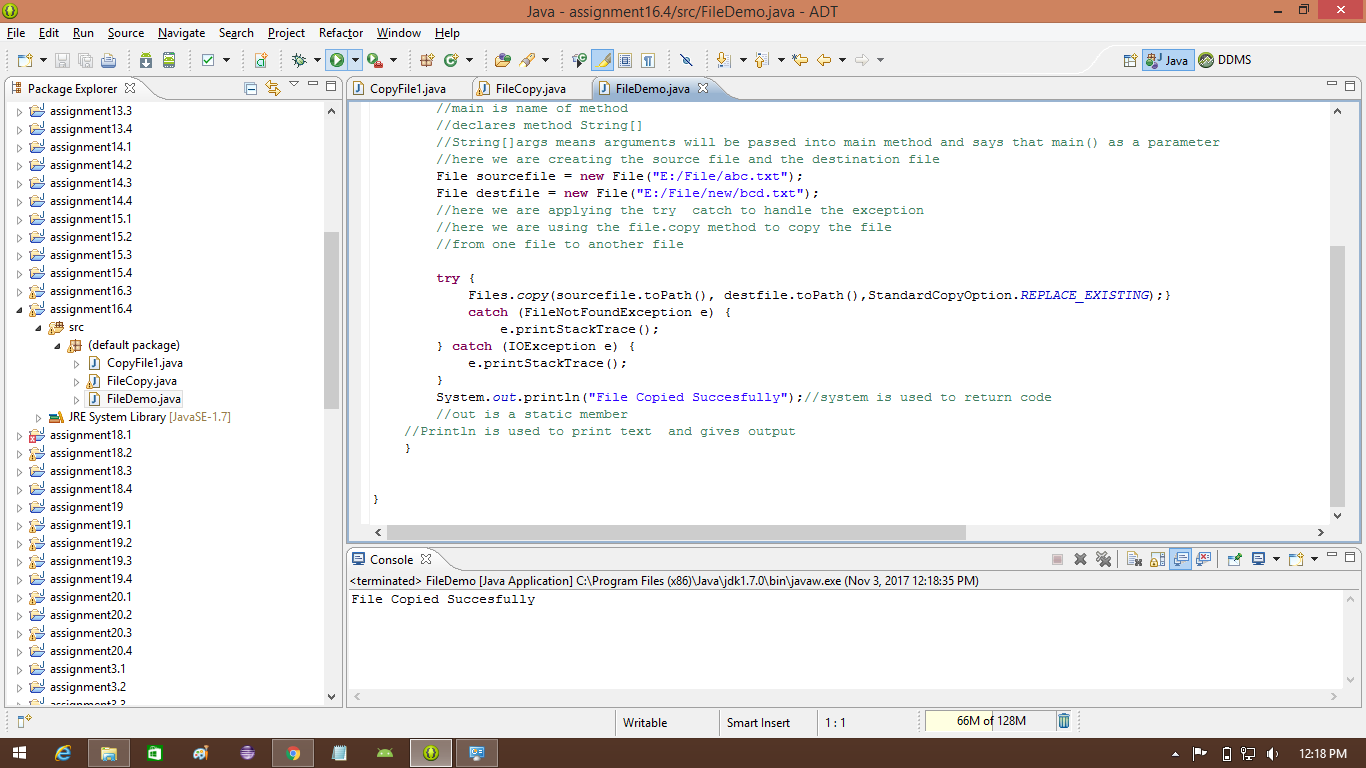 Java - assignment16.4/src/FileDemo.java - ADT
File Edit Run Source Navigate Search Project Refactor Window Help
Java DDMS
Package Explorer
assignment13.3
assignment13.4
assignment14.1
assignment14.2
assignment14.3
assignment14.4
assignment15.1
assignment15.2
assignment15.3
assignment15.4
assignment16.3
assignment16.4
src
(default package)
CopyFile1.java
FileCopy.java
FileDemo.java
JRE System Library [JavaSE-1.7]
assignment18.1
assignment18.2
assignment18.3
assignment18.4
assignment19
assignment19.1
assignment19.2
assignment19.3
assignment19.4
assignment20.1
assignment20.2
assignment20.3
assignment20.4
assignment3.1
assignment3.2
assignment3.3
CopyFile1.java FileCopy.java FileDemo.java
//main is name of method
//declares method String[]
//String[]args means arguments will be passed into main method and says that main() as a parameter
//here we are creating the source file and the destination file
File sourcefile = new File("E:/File/abc.txt");
File destfile = new File("E:/File/new/bcd.txt");
//here we are applying the try  catch to handle the exception
//here we are using the file.copy method to copy the file
//from one file to another file
try {
Files.copy(sourcefile.toPath(), destfile.toPath(),StandardCopyOption.REPLACE_EXISTING);}
catch (FileNotFoundException e) {
e.printStackTrace();
} catch (IOException e) {
e.printStackTrace();
}
System.out.println("File Copied Succesfully");//system is used to return code
//out is a static member
//Println is used to print text  and gives output
}
}
Console
<terminated> FileDemo [Java Application] C:\Program Files (x86)\Java\jdk1.7.0\bin\javaw.exe (Nov 3, 2017 12:18:35 PM)
File Copied Succesfully
Writable Smart Insert 1 : 1 66M of 128M
12:18 PM